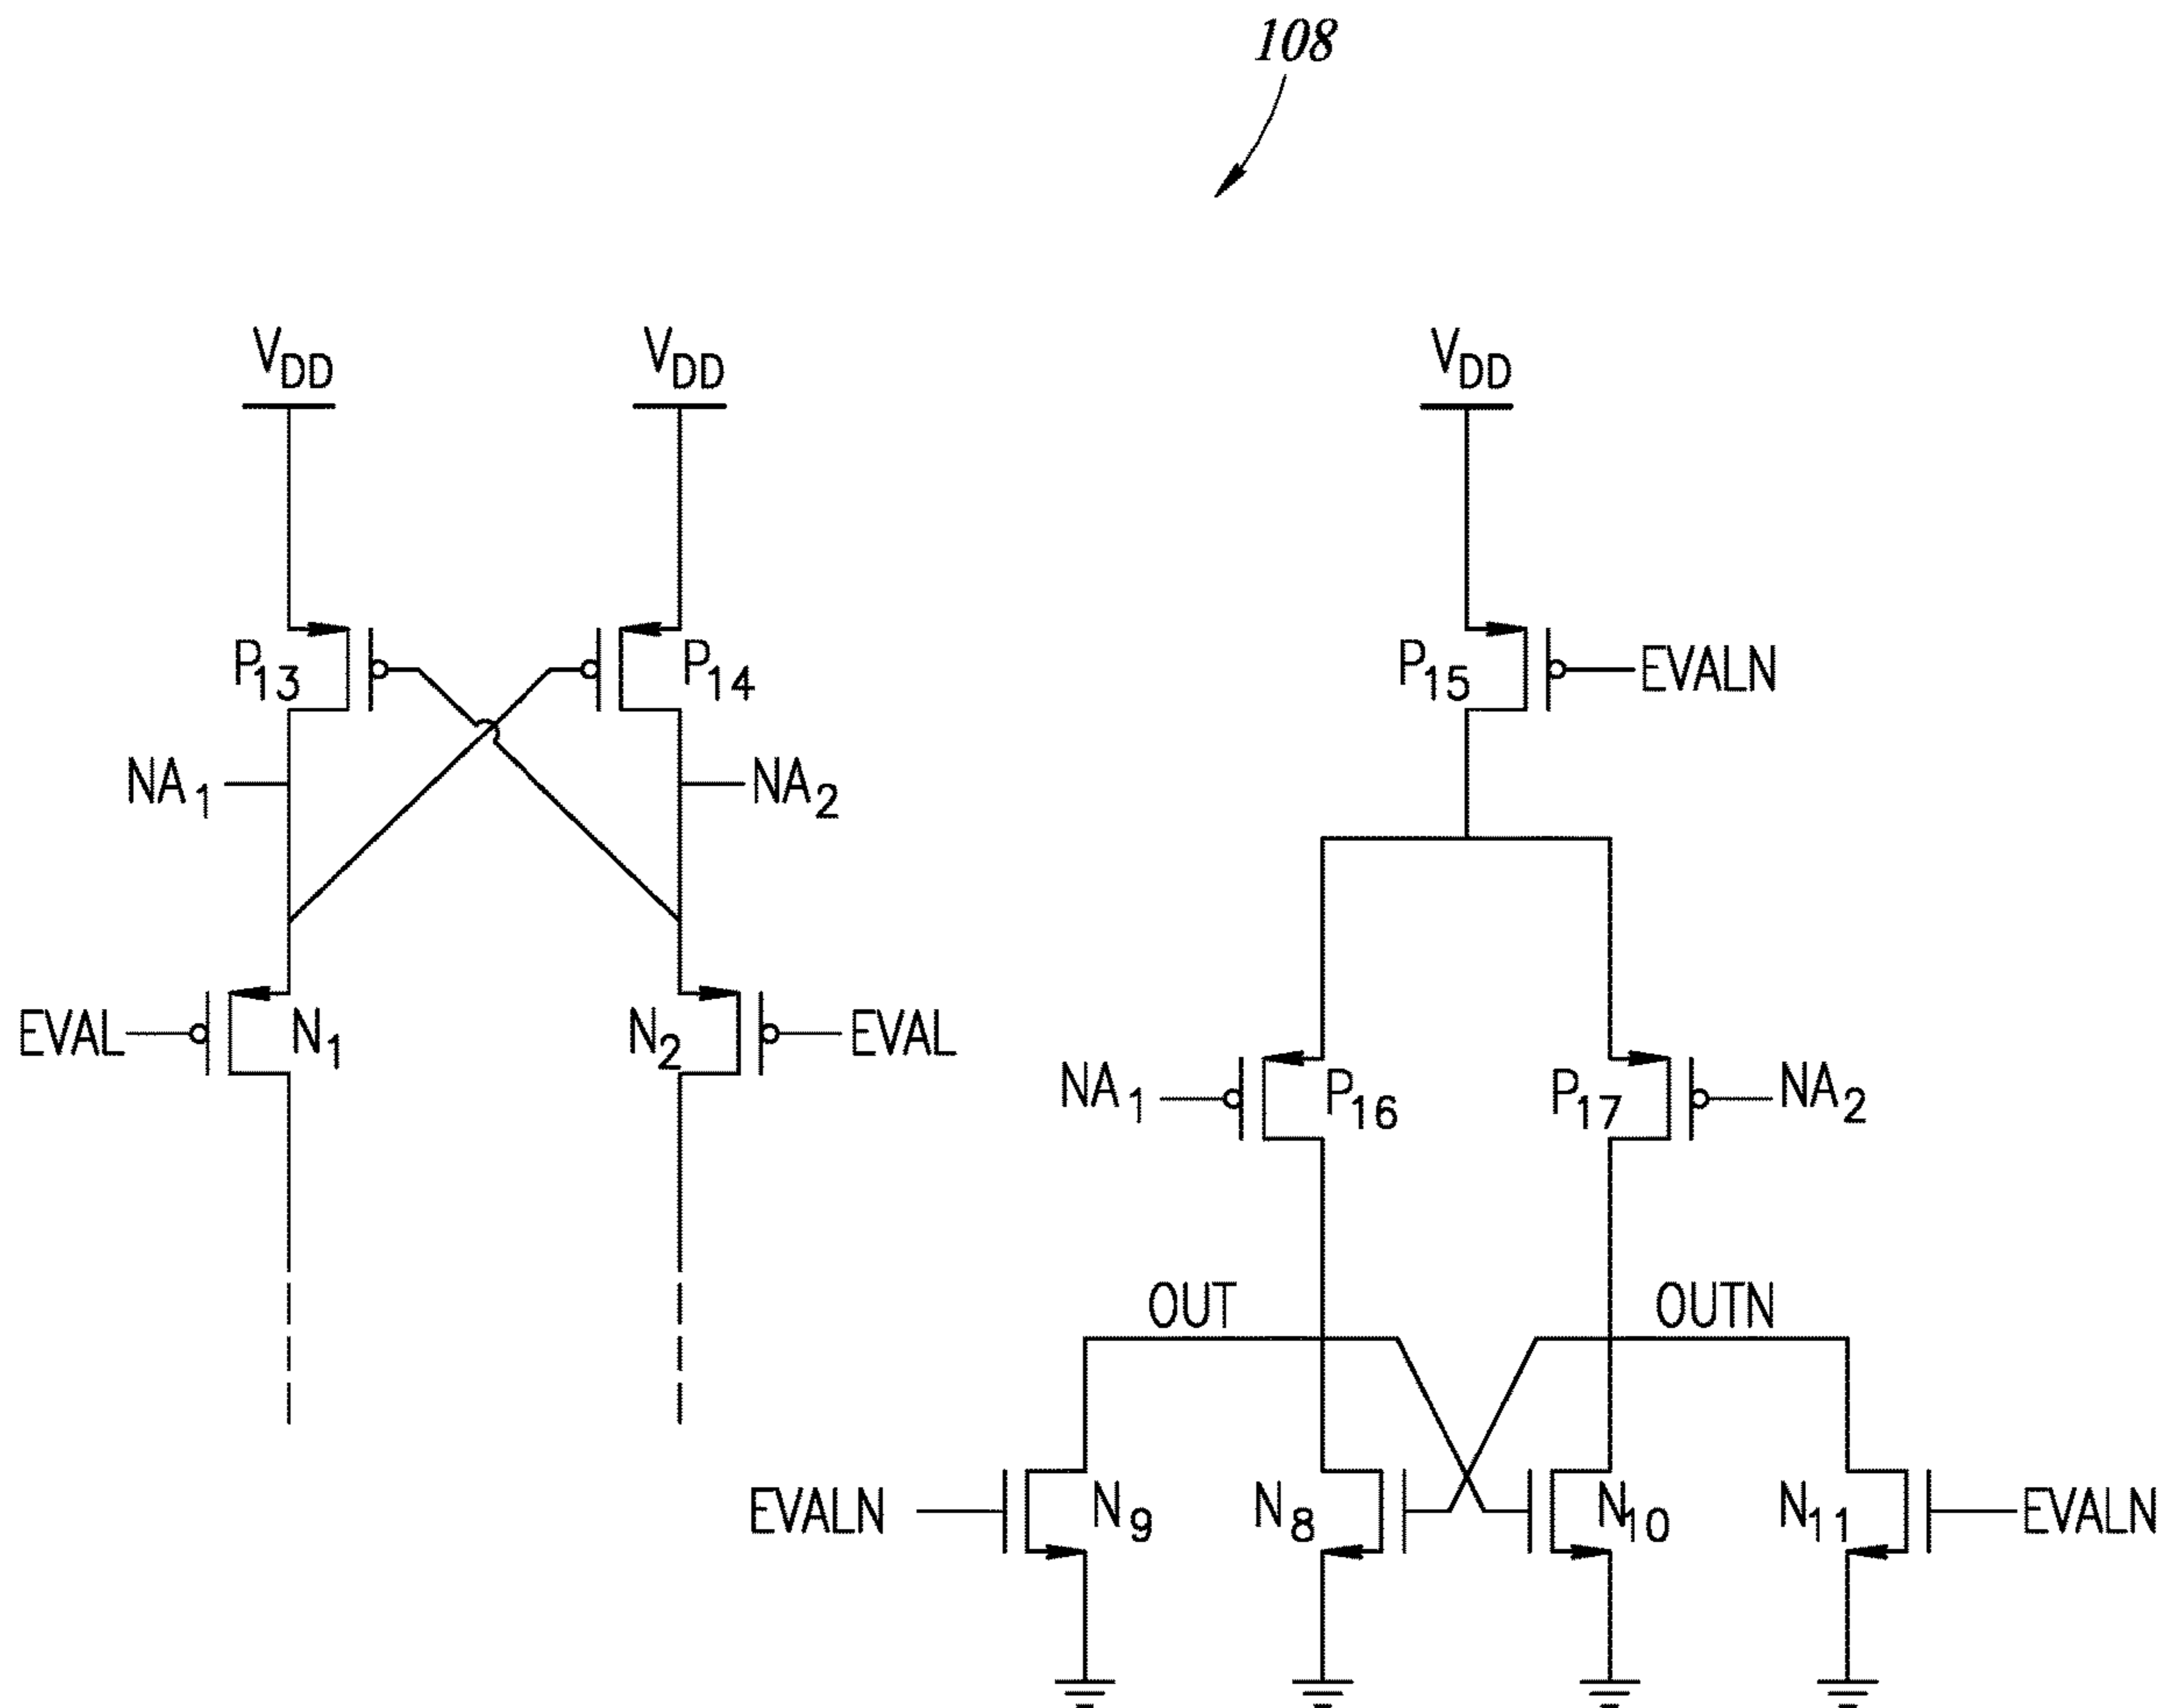 108
VDD
VDD
VDD
P13
P14
P15
EVALN
NA1
NA2
EVAL
N1
N2
EVAL
NA1
P16
P17
NA2
OUT
OUTN
EVALN
N9
N8
N10
N11
EVALN